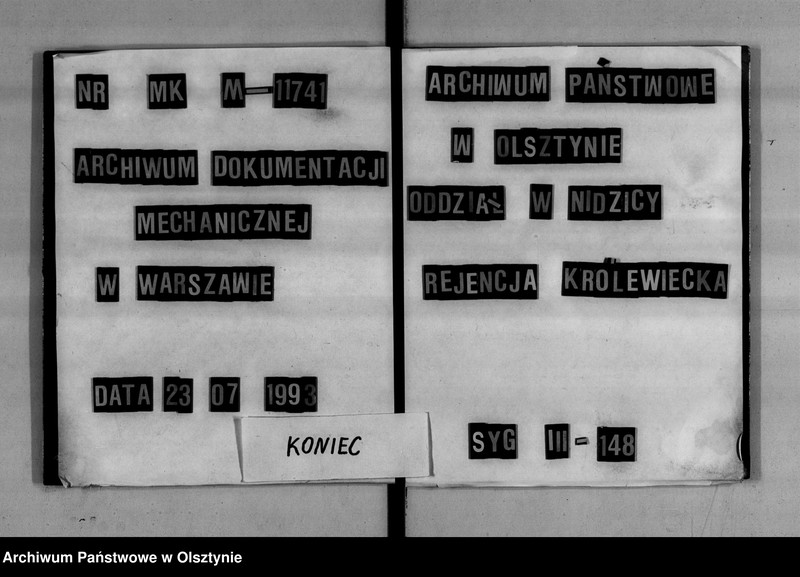 NR MK M-11741
ARCHIWUM DOKUMENTACJI
MECHANICZNEJ
W WARSZAWIE
DATA 23 07 1993
KONIEC
ARCHIWUM PAŃSTWOWE
W OLSZTYNIE
ODDZIAŁ W NIDZICY
REJENCJA KRÓLEWIECKA
SYG III-148
Archiwum Państwowe w Olsztynie